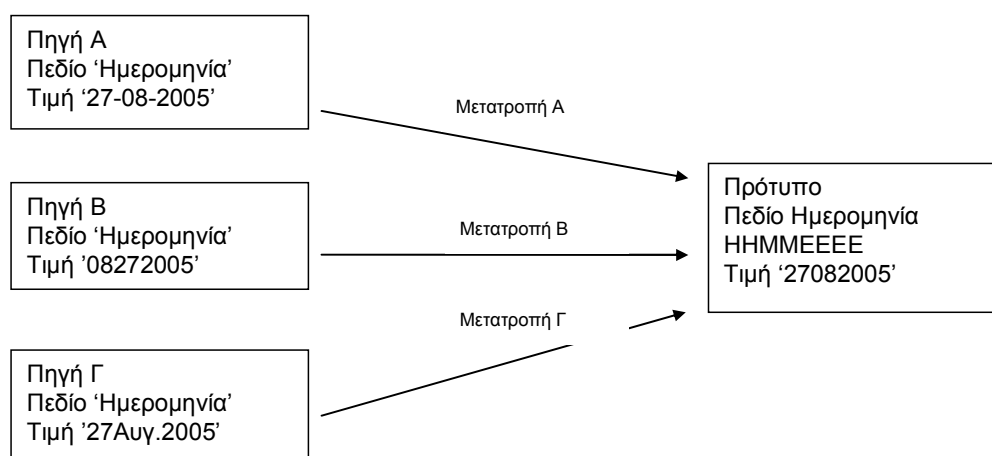 Πηγή Α
Πεδίο ‘Ημερομηνία’
Τιμή ‘27-08-2005’
Μετατροπή Α
Πηγή Β
Πεδίο ‘Ημερομηνία’
Τιμή ’08272005’
Μετατροπή Β
Πηγή Γ
Πεδίο ‘Ημερομηνία’
Τιμή ’27Αυγ.2005’
Μετατροπή Γ
Πρότυπο
Πεδίο Ημερομηνία
ΗΗΜΜΕΕΕΕ
Τιμή ‘27082005’